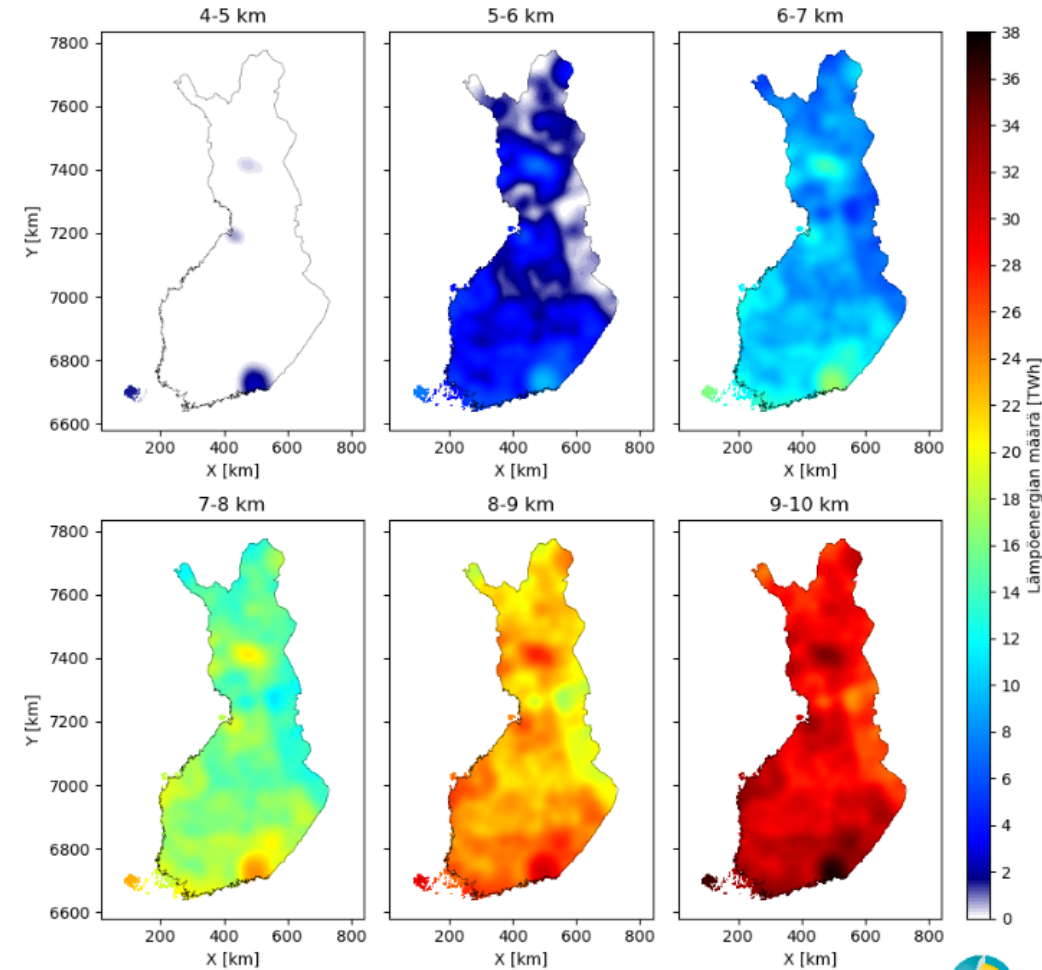 4-5 km
5-6 km
6-7 km
7800
7600
7400
7200
7000
6800
6600
Y [km]
200 400 600 800
200 400 600 800
200 400 600 800
X [km]
X [km]
X [km]
7-8 km
8-9 km
9-10 km
7800
7600
7400
7200
7000
6800
6600
Y [km]
200 400 600 800
200 400 600 800
200 400 600 800
X [km]
X [km]
X [km]
38
36
34
32
30
28
26
24
22
20
18
16
14
12
10
8
6
4
2
0
Lämpöenergian määrä [TWh]